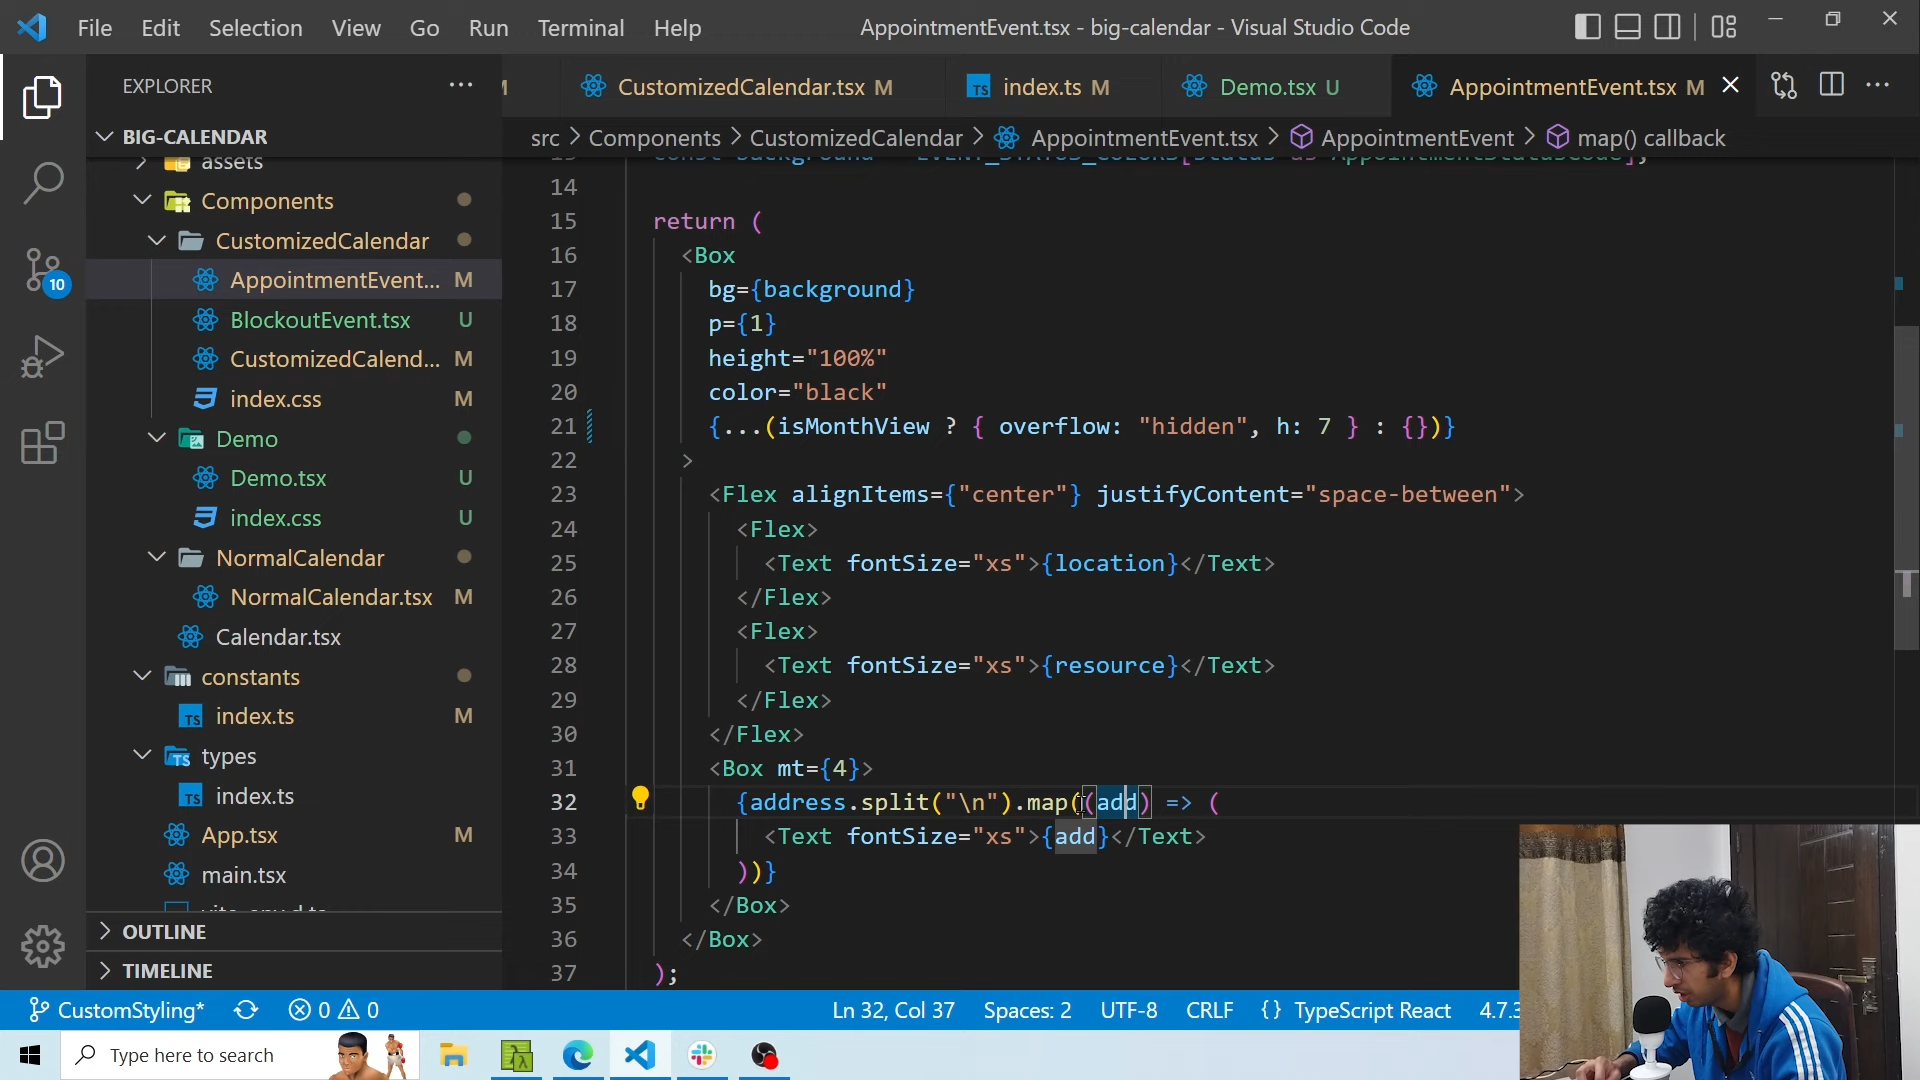 File Edit Selection View Go Run Terminal Help
AppointmentEvent.tsx - big-calendar - Visual Studio Code
EXPLORER
M
CustomizedCalendar.tsx M
index.ts M
Demo.tsx U
AppointmentEvent.tsx M
BIG-CALENDAR
src > Components > CustomizedCalendar > AppointmentEvent.tsx > AppointmentEvent > map() callback
assets
Components
CustomizedCalendar
AppointmentEvent... M
BlockoutEvent.tsx U
CustomizedCalend... M
index.css M
Demo
Demo.tsx U
index.css U
NormalCalendar
NormalCalendar.tsx M
Calendar.tsx
constants
index.ts M
types
index.ts
App.tsx M
main.tsx
OUTLINE
TIMELINE
10
14
15 return (
16 <Box
17 bg={background}
18 p={1}
19 height="100%"
20 color="black"
21 {...(isMonthView ? { overflow: "hidden", h: 7 } : {})}
22 >
23 <Flex alignItems={"center"} justifyContent="space-between">
24 <Flex>
25 <Text fontSize="xs">{location}</Text>
26 </Flex>
27 <Flex>
28 <Text fontSize="xs">{resource}</Text>
29 </Flex>
30 </Flex>
31 <Box mt={4}>
32 {address.split("\n").map((add) => (
33 <Text fontSize="xs">{add}</Text>
34 ))}
35 </Box>
36 </Box>
37 );
CustomStyling* 0 0 Ln 32, Col 37 Spaces: 2 UTF-8 CRLF {} TypeScript React 4.7.3
Type here to search